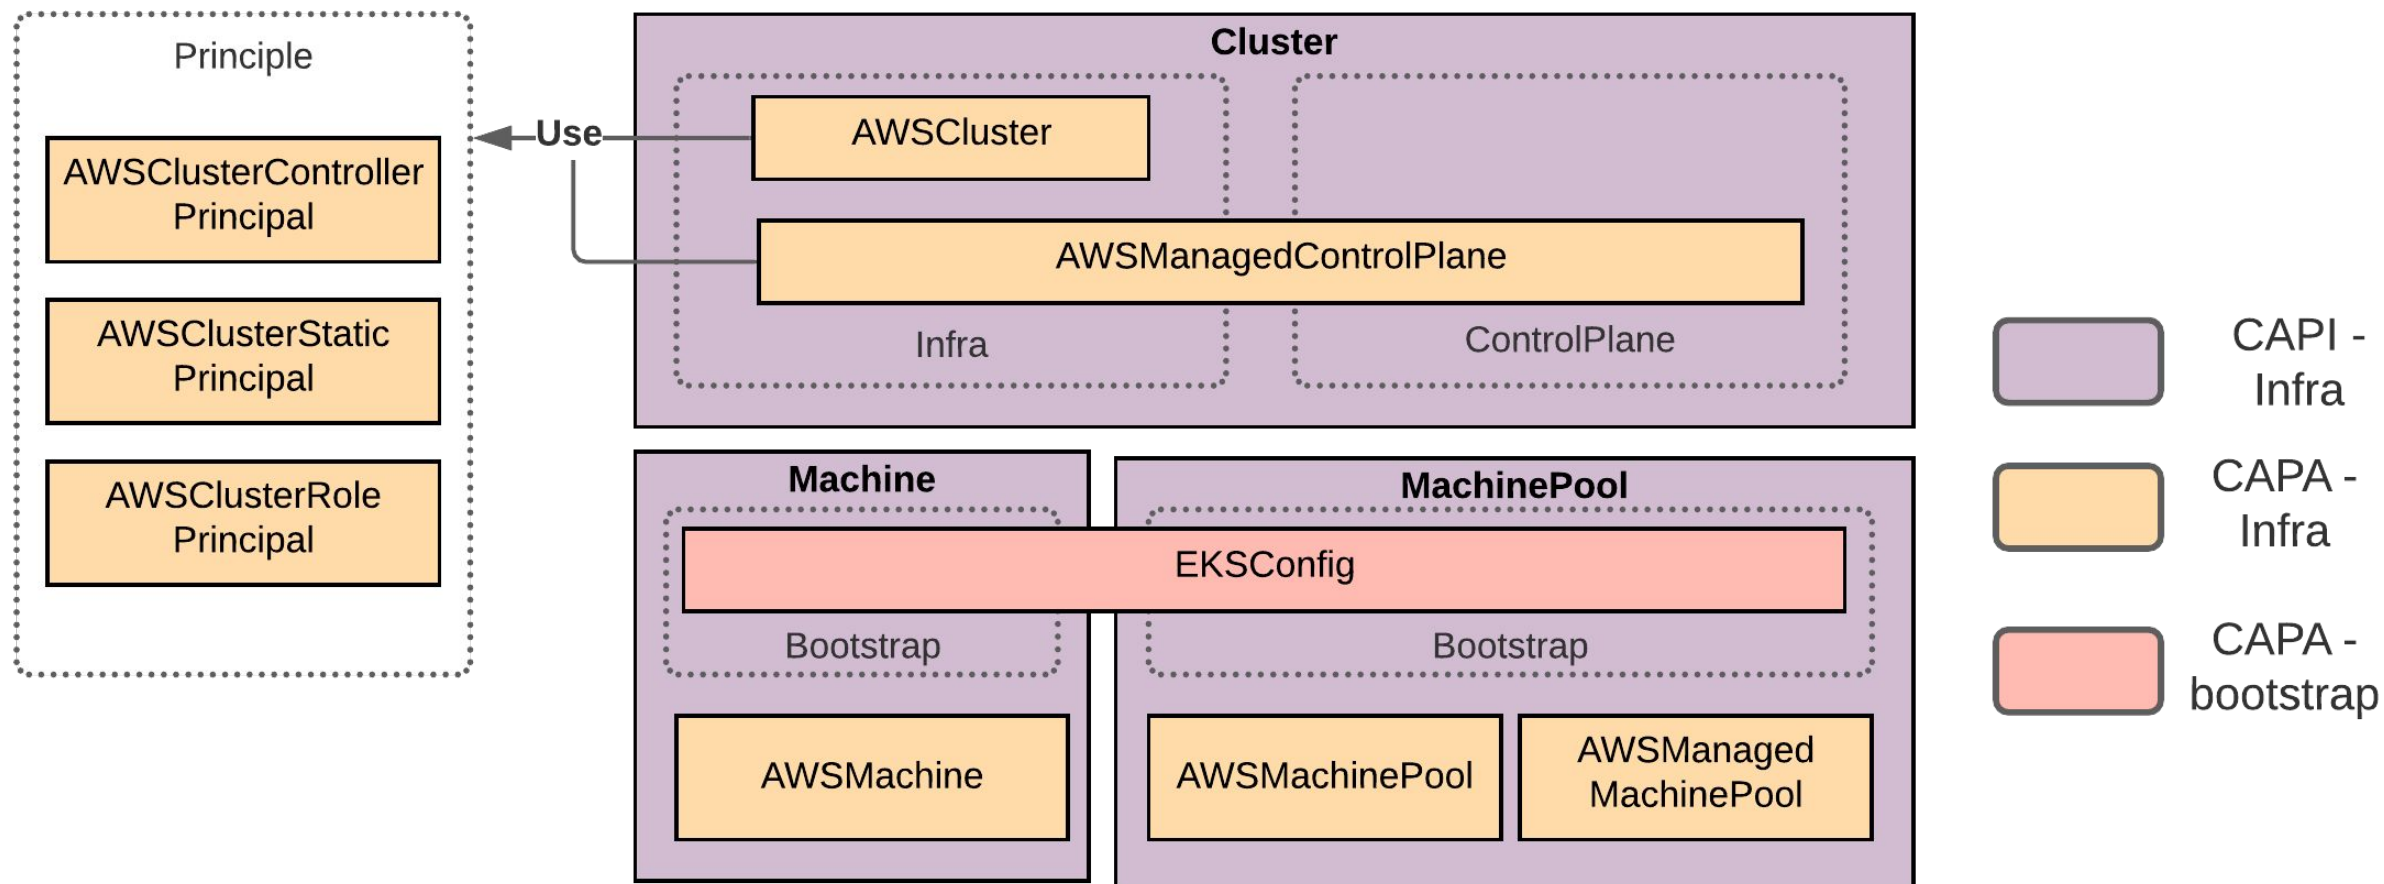 Principle
AWSClusterController
Principal
AWSClusterStatic
Principal
AWSClusterRole
Principal
Use
Cluster
AWSCluster
AWSManagedControlPlane
Infra
ControlPlane
Machine
MachinePool
EKSConfig
Bootstrap
Bootstrap
AWSMachine
AWSMachinePool
AWSManaged
MachinePool
CAPI -
Infra
CAPA -
Infra
CAPA -
bootstrap